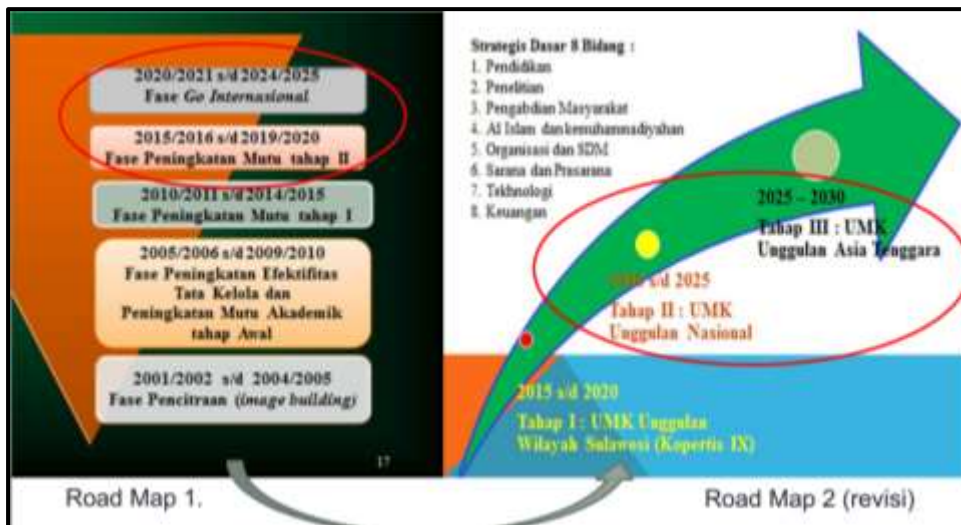 2020/2021 s/d 2024/2025
Fase Go Internasional
2015/2016 s/d 2019/2020
Fase Peningkatan Mutu tahap II
2010/2011 s/d 2014/2015
Fase Peningkatan Mutu tahap I
2005/2006 s/d 2009/2010
Fase Peningkatan Efektifitas
Tata Kelola dan
Peningkatan Mutu Akademik
tahap Awal
2001/2002 s/d 2004/2005
Fase Pencitraan (image building)
17
Road Map 1.
Strategis Dasar 8 Bidang :
1. Pendidikan
2. Penelitian
3. Pengabdian Masyarakat
4. Al Islam dan kemuhammadiyahan
5. Organisasi dan SDM
6. Sarana dan Prasarana
7. Tekhnologi
8. Keuangan
2025 – 2030
Tahap III : UMK
Unggulan Asia Tenggara
s/d 2025
Tahap II : UMK
Unggulan Nasional
2015 s/d 2020
Tahap I : UMK Unggulan
Wilayah Sulawosi (Kopertis IX)
Road Map 2 (revisi)